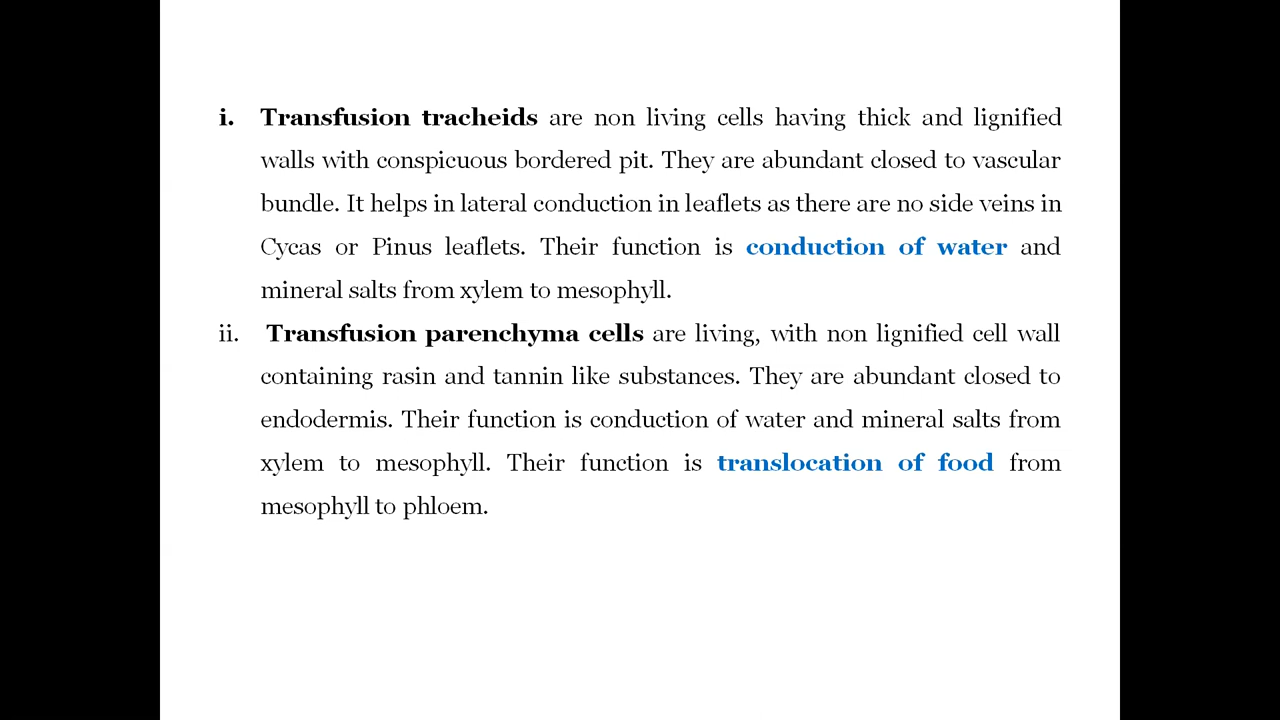 i. Transfusion tracheids are non living cells having thick and lignified
walls with conspicuous bordered pit. They are abundant closed to vascular
bundle. It helps in lateral conduction in leaflets as there are no side veins in
Cycas or Pinus leaflets. Their function is conduction of water and
mineral salts from xylem to mesophyll.
ii. Transfusion parenchyma cells are living, with non lignified cell wall
containing rasin and tannin like substances. They are abundant closed to
endodermis. Their function is conduction of water and mineral salts from
xylem to mesophyll. Their function is translocation of food from
mesophyll to phloem.